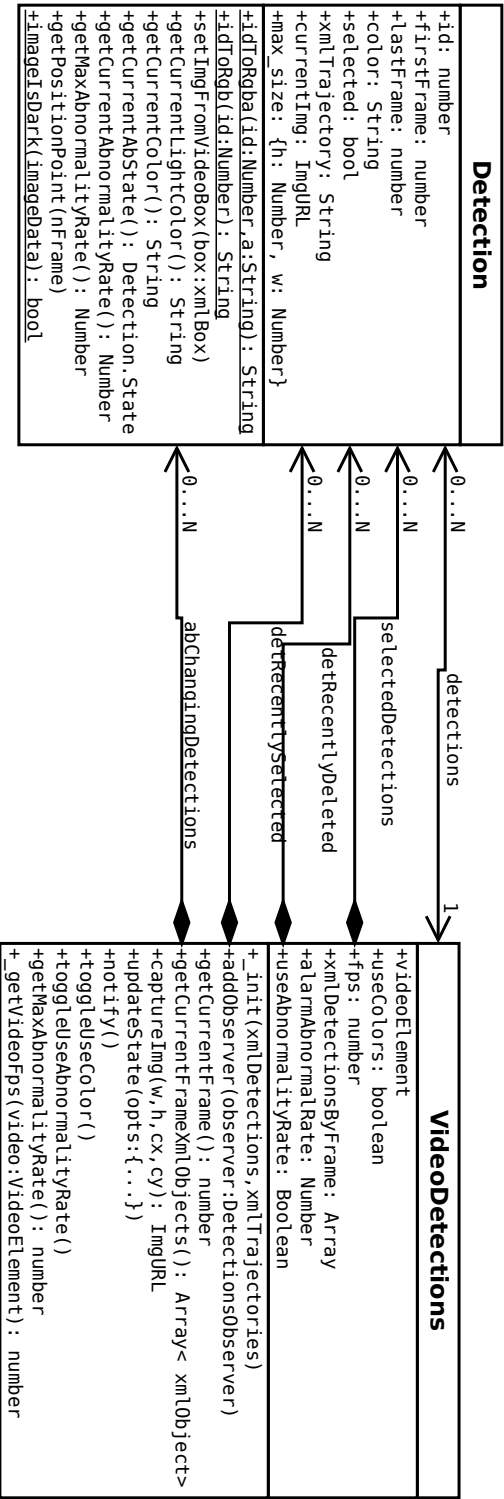 Detection
+id: number
+firstFrame: number
+lastFrame: number
+color: String
+selected: bool
+xmlTrajectory: String
+currentImg: ImgURL
+max_size: {h: Number, w: Number}
+idToRgba(id:Number,a:String): String
+idToRgb(id:Number): String
+setImgFromVideoBox(box:xmlBox)
+getCurrentLightColor(): String
+getCurrentColor(): String
+getCurrentAbState(): Detection.State
+getCurrentAbnormalityRate(): Number
+getMaxAbnormalityRate(): Number
+getPositionPoint(nFrame)
+imageIsDark(imageData): bool
0...N
detections
1
0...N
selectedDetections
0...N
detRecentlyDeleted
0...N
detRecentlySelected
0...N
abChangingDetections
VideoDetections
+videoElement
+useColors: boolean
+fps: number
+xmlDetectionsByFrame: Array
+alarmAbnormalRate: Number
+useAbnormalityRate: Boolean
+_init(xmlDetections,xmlTrajectories)
+addObserver(observer:DetectionsObserver)
+getCurrentFrame(): number
+getCurrentFrameXmlObjects(): Array< xmlObject>
+captureImg(w,h,cx,cy): ImgURL
+updateState(opts:{...})
+notify()
+toggleUseColor()
+toggleUseAbnormalityRate()
+getMaxAbnormalityRate(): number
+_getVideoFps(video:VideoElement): number